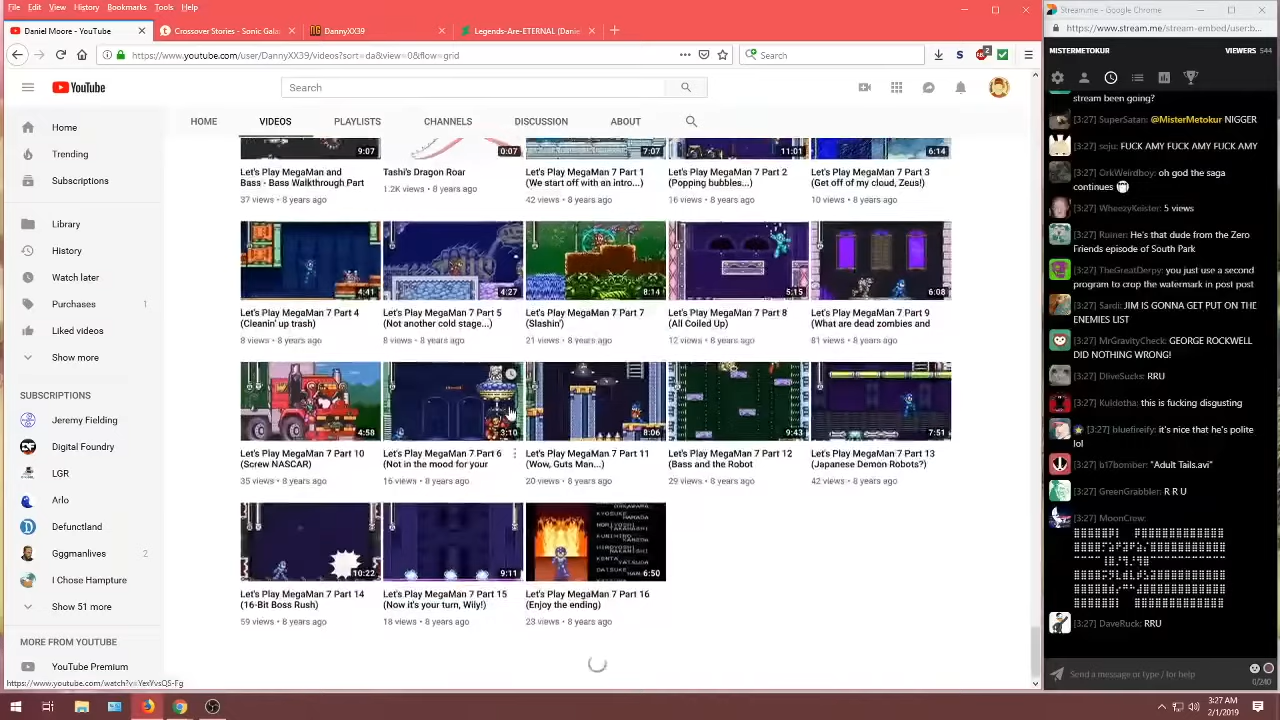 File Edit View History Bookmarks Tools Help
Daniel Moore - YouTube
Crossover Stories - Sonic Gala
DannyXX39
Legends-Are-ETERNAL (Danie
https://www.youtube.com/user/DannyXX39/videos?sort=da&view=0&flow=grid
Search
YouTube
Search
HOME VIDEOS PLAYLISTS CHANNELS DISCUSSION ABOUT
Home
Trending
Subscriptions
Library
History
Watch later
Purchases 1
Liked videos
Show more
SUBSCRIPTIONS
Jeremy Fielding
Digital Foundry
LGR
Arlo
Defunctland
Gggmanlives 2
I Chose Hampture
Show 51 more
MORE FROM YOUTUBE
YouTube Premium
https://www.youtube.com/watch?v=YexYvsQ5-Fg
9:07
0:07
7:07
11:01
6:14
Let's Play MegaMan and
Bass - Bass Walkthrough Part
37 views • 8 years ago
Tashi's Dragon Roar
1.2K views • 8 years ago
Let's Play MegaMan 7 Part 1
(We start off with an intro...)
42 views • 8 years ago
Let's Play MegaMan 7 Part 2
(Popping bubbles...)
16 views • 8 years ago
Let's Play MegaMan 7 Part 3
(Get off of my cloud, Zeus!)
10 views • 8 years ago
4:41
4:27
8:14
5:15
6:08
Let's Play MegaMan 7 Part 4
(Cleanin' up trash)
8 views • 8 years ago
Let's Play MegaMan 7 Part 5
(Not another cold stage...)
8 views • 8 years ago
Let's Play MegaMan 7 Part 7
(Slashin')
21 views • 8 years ago
Let's Play MegaMan 7 Part 8
(All Coiled Up)
12 views • 8 years ago
Let's Play MegaMan 7 Part 9
(What are dead zombies and
81 views • 8 years ago
4:58
3:10
8:06
9:43
7:51
Let's Play MegaMan 7 Part 10
(Screw NASCAR)
35 views • 8 years ago
Let's Play MegaMan 7 Part 6
(Not in the mood for your
16 views • 8 years ago
Let's Play MegaMan 7 Part 11
(Wow, Guts Man...)
20 views • 8 years ago
Let's Play MegaMan 7 Part 12
(Bass and the Robot
29 views • 8 years ago
Let's Play MegaMan 7 Part 13
(Japanese Demon Robots?)
42 views • 8 years ago
10:22
9:11
6:50
Let's Play MegaMan 7 Part 14
(16-Bit Boss Rush)
59 views • 8 years ago
Let's Play MegaMan 7 Part 15
(Now it's your turn, Wily!)
18 views • 8 years ago
Let's Play MegaMan 7 Part 16
(Enjoy the ending)
23 views • 8 years ago
Stream.me - Google Chrome
https://www.stream.me/stream-embed/user:b
MISTERMETOKUR VIEWERS 544
stream been going?
[3:27] SuperSatan: @MisterMetokur NIGGER
[3:27] seju: FUCK AMY FUCK AMY FUCK AMY
[3:27] OrkWeirdboy: oh god the saga
continues
[3:27] WheezyKeister: 5 views
[3:27] Ruiner: He's that dude from the Zero
Friends episode of South Park
[3:27] TheGreatDerpy: you just use a second
program to crop the watermark in post post
[3:27] Sardi: JIM IS GONNA GET PUT ON THE
ENEMIES LIST
[3:27] MrGravityCheck: GEORGE ROCKWELL
DID NOTHING WRONG!
[3:27] DliveSucks: RRU
[3:27] Kuldotha: this is fucking disgusting
[3:27] bluefireify: it's nice that he's polite
lol
[3:27] b17bomber: "Adult Tails.avi"
[3:27] GreenGrabbler: R R U
[3:27] MoonCrow:
[3:27] DaveRuck: RRU
Send a message or type / for help
0/240
3:27 AM
2/1/2019